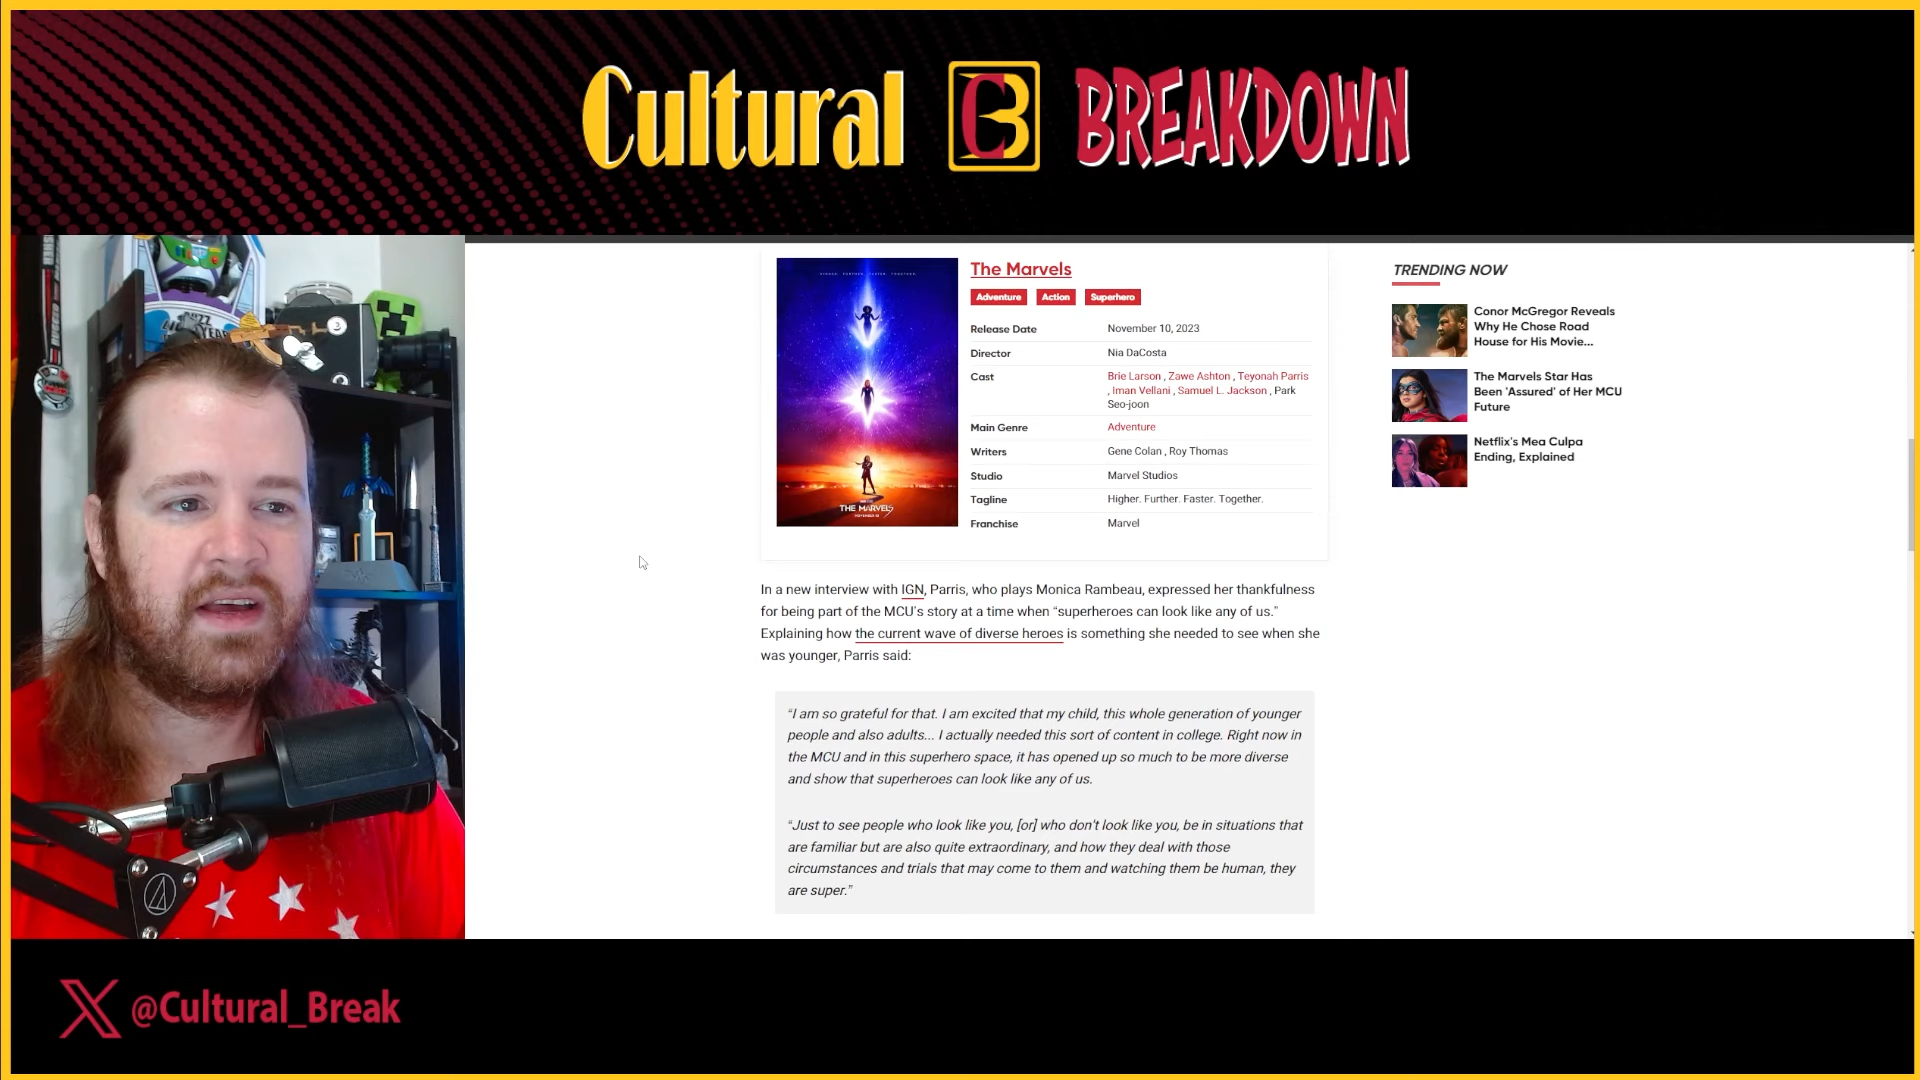 Cultural CB BREAKDOWN
The Marvels
Adventure Action Superhero
Release Date November 10, 2023
Director Nia DaCosta
Cast Brie Larson , Zawe Ashton , Teyonah Parris
, Iman Vellani , Samuel L. Jackson , Park
Seo-joon
Main Genre Adventure
Writers Gene Colan , Roy Thomas
Studio Marvel Studios
Tagline Higher. Further. Faster. Together.
Franchise Marvel
THE MARVELS
In a new interview with IGN, Parris, who plays Monica Rambeau, expressed her thankfulness
for being part of the MCU's story at a time when “superheroes can look like any of us.”
Explaining how the current wave of diverse heroes is something she needed to see when she
was younger, Parris said:
“I am so grateful for that. I am excited that my child, this whole generation of younger
people and also adults... I actually needed this sort of content in college. Right now in
the MCU and in this superhero space, it has opened up so much to be more diverse
and show that superheroes can look like any of us.
“Just to see people who look like you, [or] who don't look like you, be in situations that
are familiar but are also quite extraordinary, and how they deal with those
circumstances and trials that may come to them and watching them be human, they
are super.”
TRENDING NOW
Conor McGregor Reveals
Why He Chose Road
House for His Movie...
The Marvels Star Has
Been 'Assured' of Her MCU
Future
Netflix's Mea Culpa
Ending, Explained
X @Cultural_Break